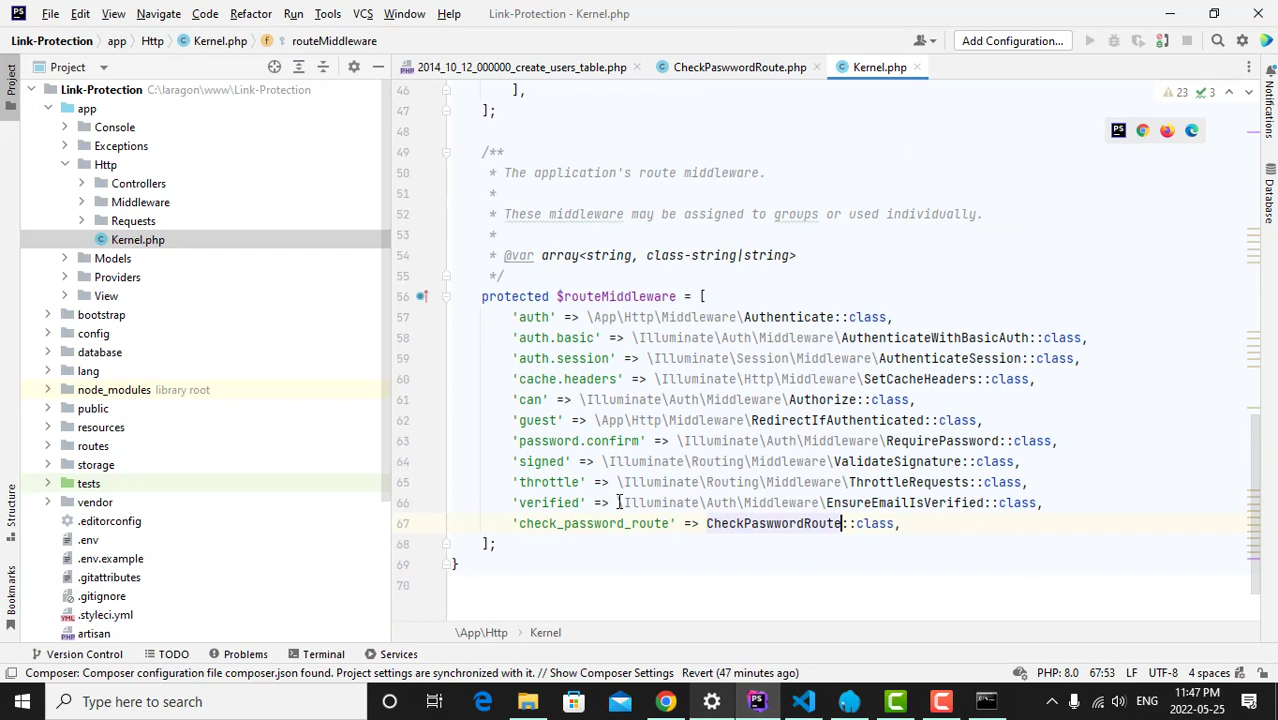 PS File Edit View Navigate Code Refactor Run Tools VCS Window Help Link-Protection - Kernel.php
Link-Protection app Http Kernel.php f routeMiddleware Add Configuration...
Project Project 2014_10_12_000000_create_users_table.php CheckPaswwordRoute.php Kernel.php
Link-Protection C:\laragon\www\Link-Protection
app
Console
Exceptions
Http
Controllers
Middleware
Requests
Kernel.php
Models
Providers
View
bootstrap
config
database
lang
node_modules library root
public
resources
routes
storage
tests
vendor
.editorconfig
.env
.env.example
.gitattributes
.gitignore
.styleci.yml
artisan
Structure
Bookmarks
23 3
Notifications
Database
46 ],
47 ];
48
49 /**
50 * The application's route middleware.
51 *
52 * These middleware may be assigned to groups or used individually.
53 *
54 * @var array<string, class-string|string>
55 */
56 protected $routeMiddleware = [
57 'auth' => \App\Http\Middleware\Authenticate::class,
58 'auth.basic' => \Illuminate\Auth\Middleware\AuthenticateWithBasicAuth::class,
59 'auth.session' => \Illuminate\Session\Middleware\AuthenticateSession::class,
60 'cache.headers' => \Illuminate\Http\Middleware\SetCacheHeaders::class,
61 'can' => \Illuminate\Auth\Middleware\Authorize::class,
62 'guest' => \App\Http\Middleware\RedirectIfAuthenticated::class,
63 'password.confirm' => \Illuminate\Auth\Middleware\RequirePassword::class,
64 'signed' => \Illuminate\Routing\Middleware\ValidateSignature::class,
65 'throttle' => \Illuminate\Routing\Middleware\ThrottleRequests::class,
66 'verified' => \Illuminate\Auth\Middleware\EnsureEmailIsVerified::class,
67 'check_password_route' => CheckPaswwordRoute::class,
68 ];
69 }
70
\App\Http Kernel
Version Control TODO Problems Terminal Services
Composer: Composer configuration file composer.json found. Project settings are synchronized with it. // Show Composer Settings Revert (47 minutes ago) PHP: 8.0 67:53 LF UTF-8 4 spaces
Type here to search ENG 11:47 PM
2022-05-25